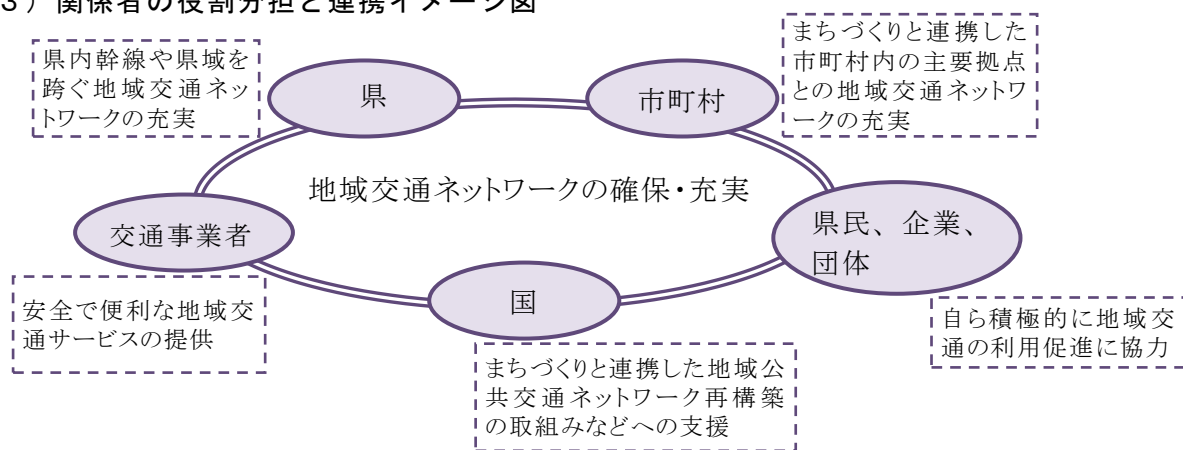 ３）関係者の役割分担と連携イメージ図
県内幹線や県域を
跨ぐ地域交通ネッ
トワークの充実
県
市町村
まちづくりと連携した
市町村内の主要拠点
との地域交通ネットワ
ークの充実
地域交通ネットワークの確保・充実
交通事業者
県民、企業、
団体
安全で便利な地域交
通サービスの提供
国
まちづくりと連携した地域公
共交通ネットワーク再構築
の取組みなどへの支援
自ら積極的に地域交
通の利用促進に協力